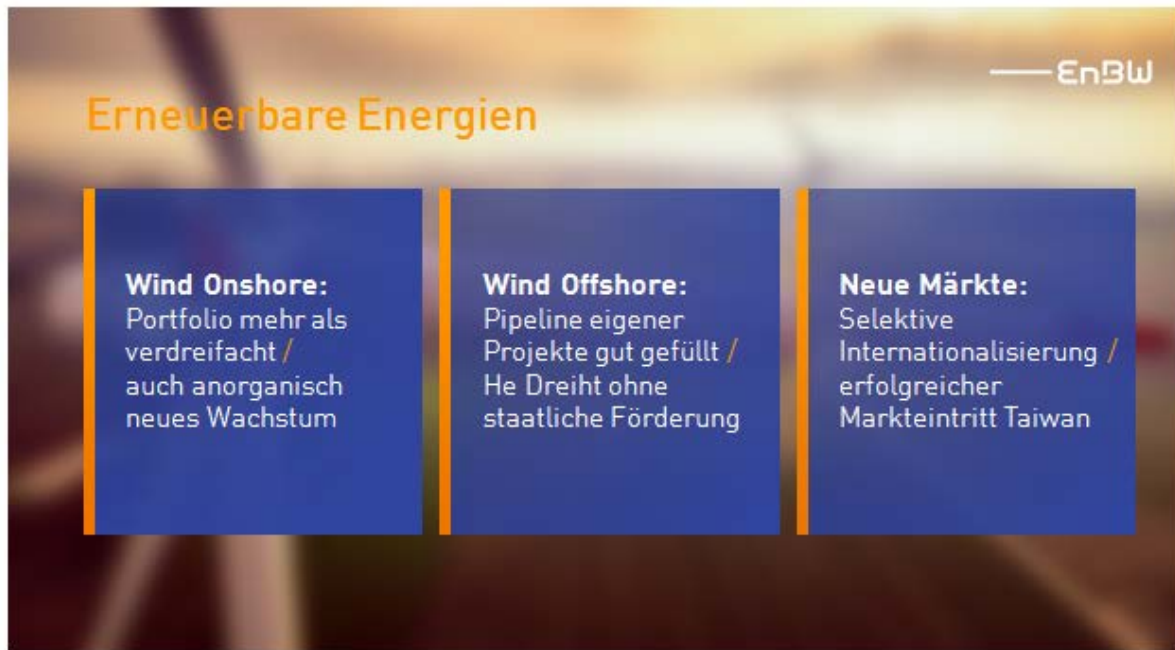 EnBW
Erneuerbare Energien
Wind Onshore:
Portfolio mehr als
verdreifacht /
auch anorganisch
neues Wachstum
Wind Offshore:
Pipeline eigener
Projekte gut gefüllt /
He Dreiht ohne
staatliche Förderung
Neue Märkte:
Selektive
Internationalisierung /
erfolgreicher
Markteintritt Taiwan